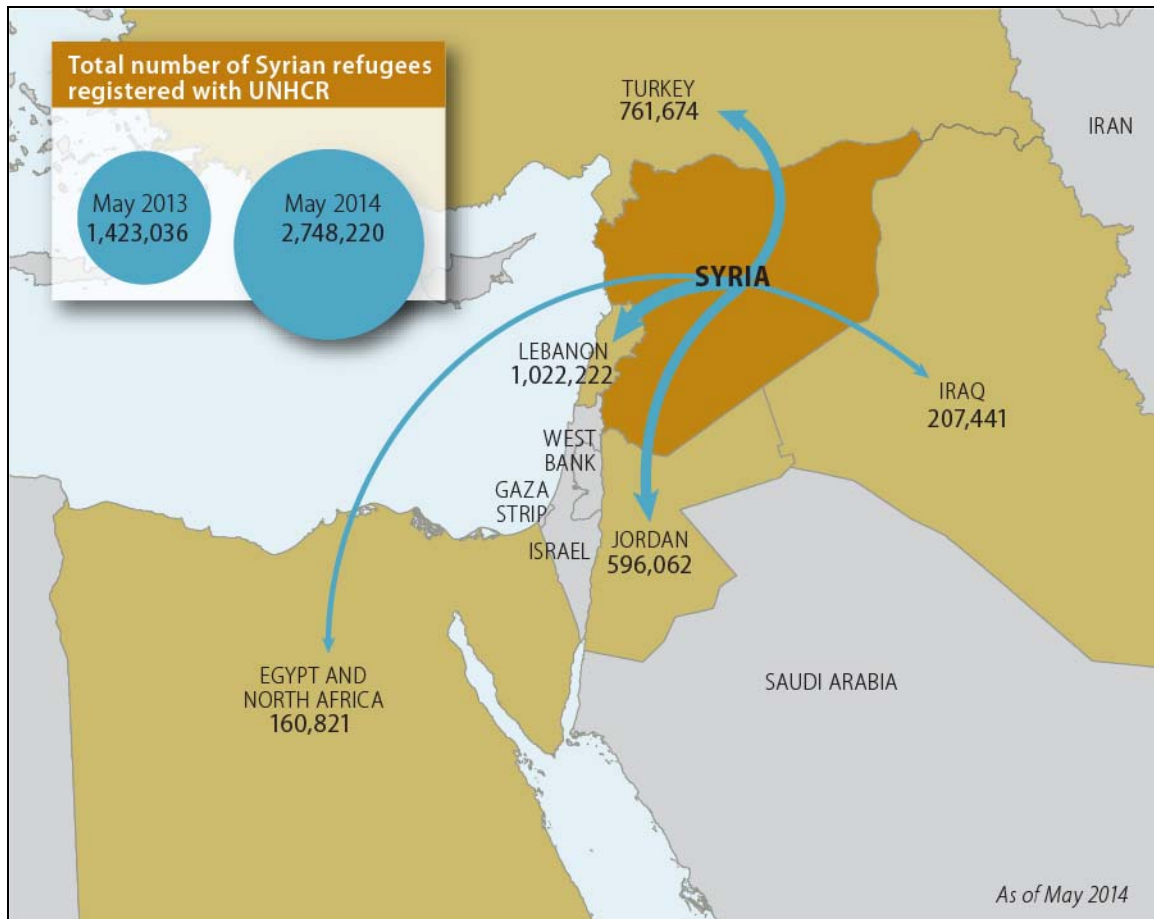 Total number of Syrian refugees
registered with UNHCR
May 2013
1,423,036
May 2014
2,748,220
TURKEY
761,674
IRAN
SYRIA
LEBANON
1,022,222
IRAQ
207,441
WEST
BANK
GAZA
STRIP
ISRAEL
JORDAN
596,062
EGYPT AND
NORTH AFRICA
160,821
SAUDI ARABIA
As of May 2014